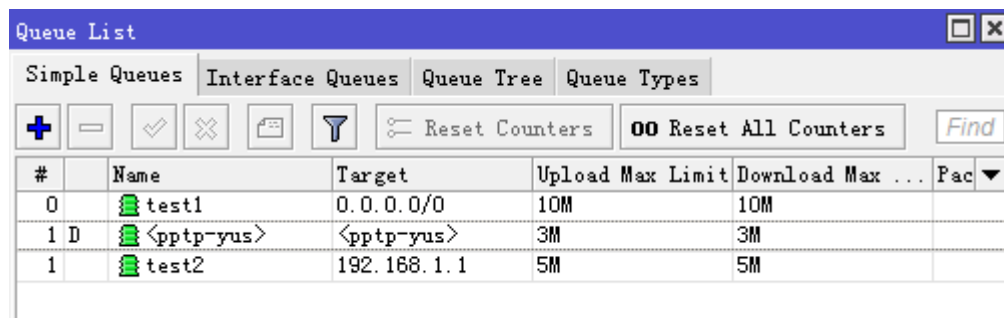 Queue List
Simple Queues Interface Queues Queue Tree Queue Types
Reset Counters 00 Reset All Counters Find
# Name Target Upload Max Limit Download Max ... Pac
0 test1 0.0.0.0/0 10M 10M
1 D <pptp-yus> <pptp-yus> 3M 3M
1 test2 192.168.1.1 5M 5M